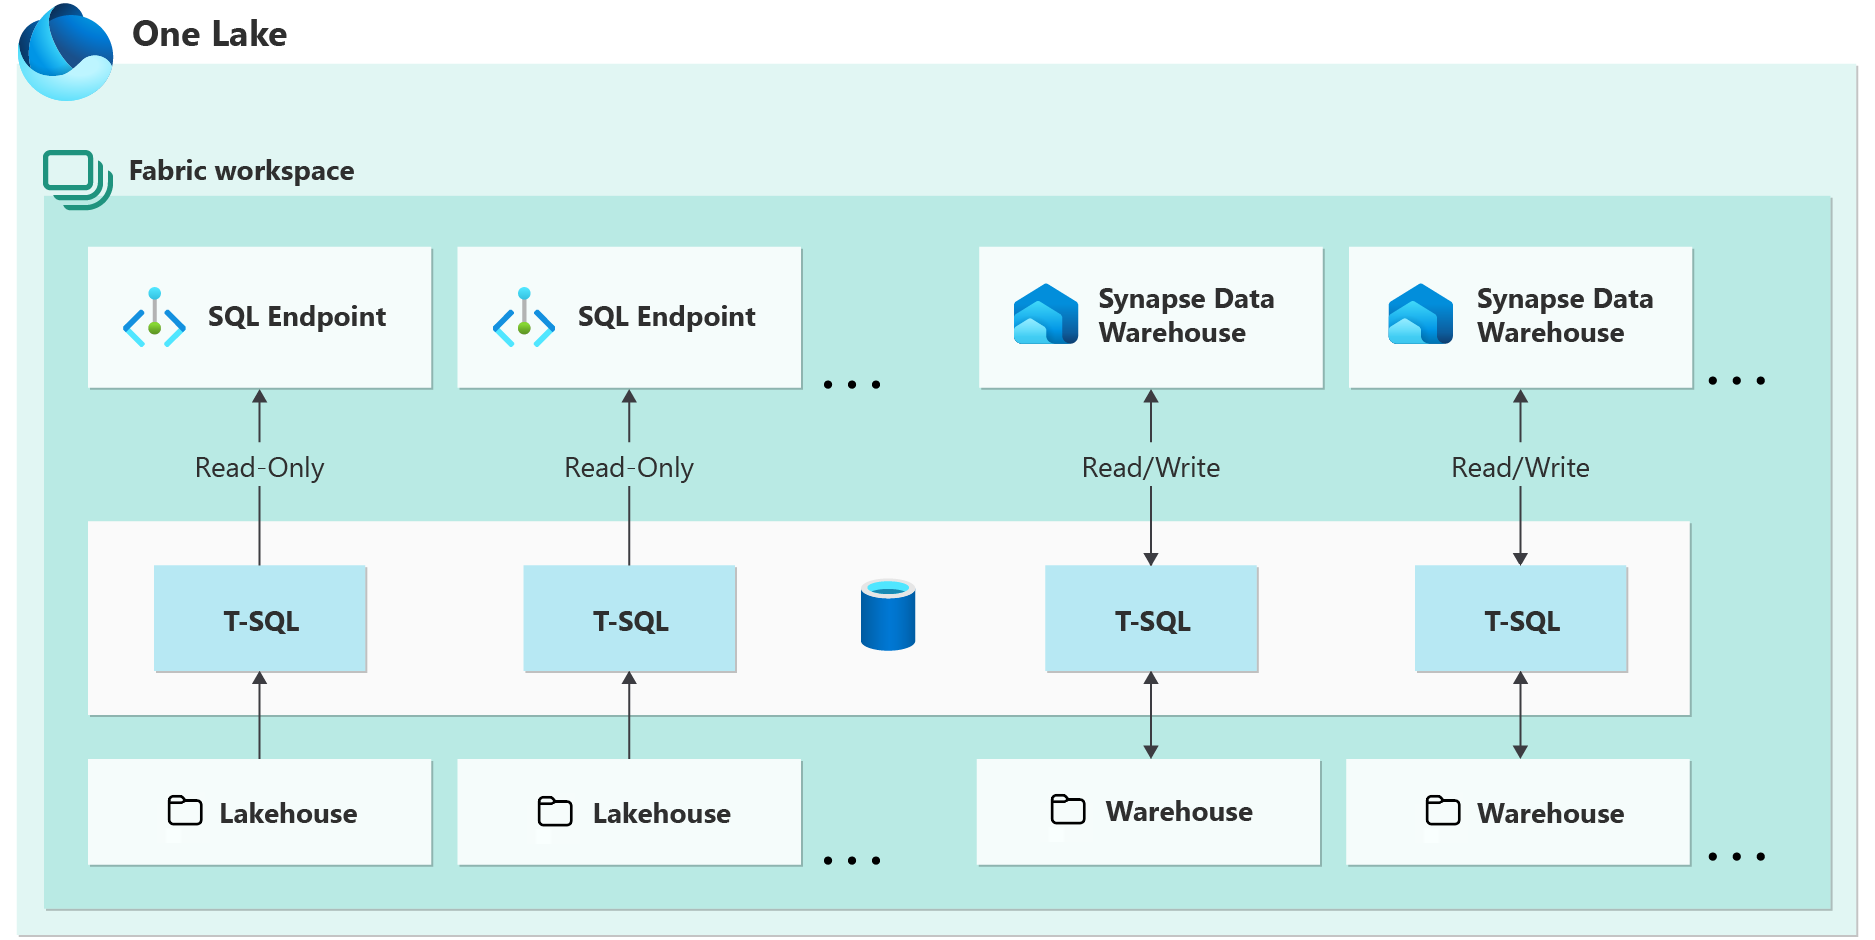 One Lake
Fabric workspace
SQL Endpoint
SQL Endpoint
Synapse Data
Warehouse
Synapse Data
Warehouse
...
...
Read-Only
Read-Only
Read/Write
Read/Write
T-SQL
T-SQL
T-SQL
T-SQL
Lakehouse
Lakehouse
Warehouse
Warehouse
...
...